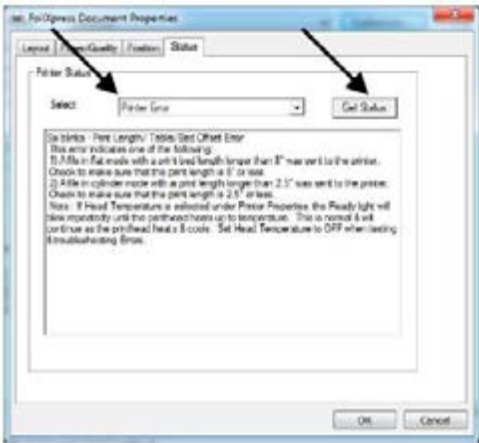 FoilXpress Document Properties
Layout Paper/Quality Position Status
Printer Status
Select Printer Error Get Status
Six blinks - Print Length/ Table/Bed Offset Error
This error indicates one of the following:
1) A file in flat mode with a print bed length longer than 8" was sent to the printer.
Check to make sure that the print length is 8" or less.
2) A file in cylinder mode with a print length longer than 2.5" was sent to the printer.
Check to make sure that the print length is 2.5" or less.
Note: If Head Temperature is selected under Printer Properties, the Ready light will
blink repeatedly until the printhead heats up to temperature. This is normal & will
continue as the printhead heats & cools. Set Head Temperature to OFF when testing
& troubleshooting Errors.
OK Cancel